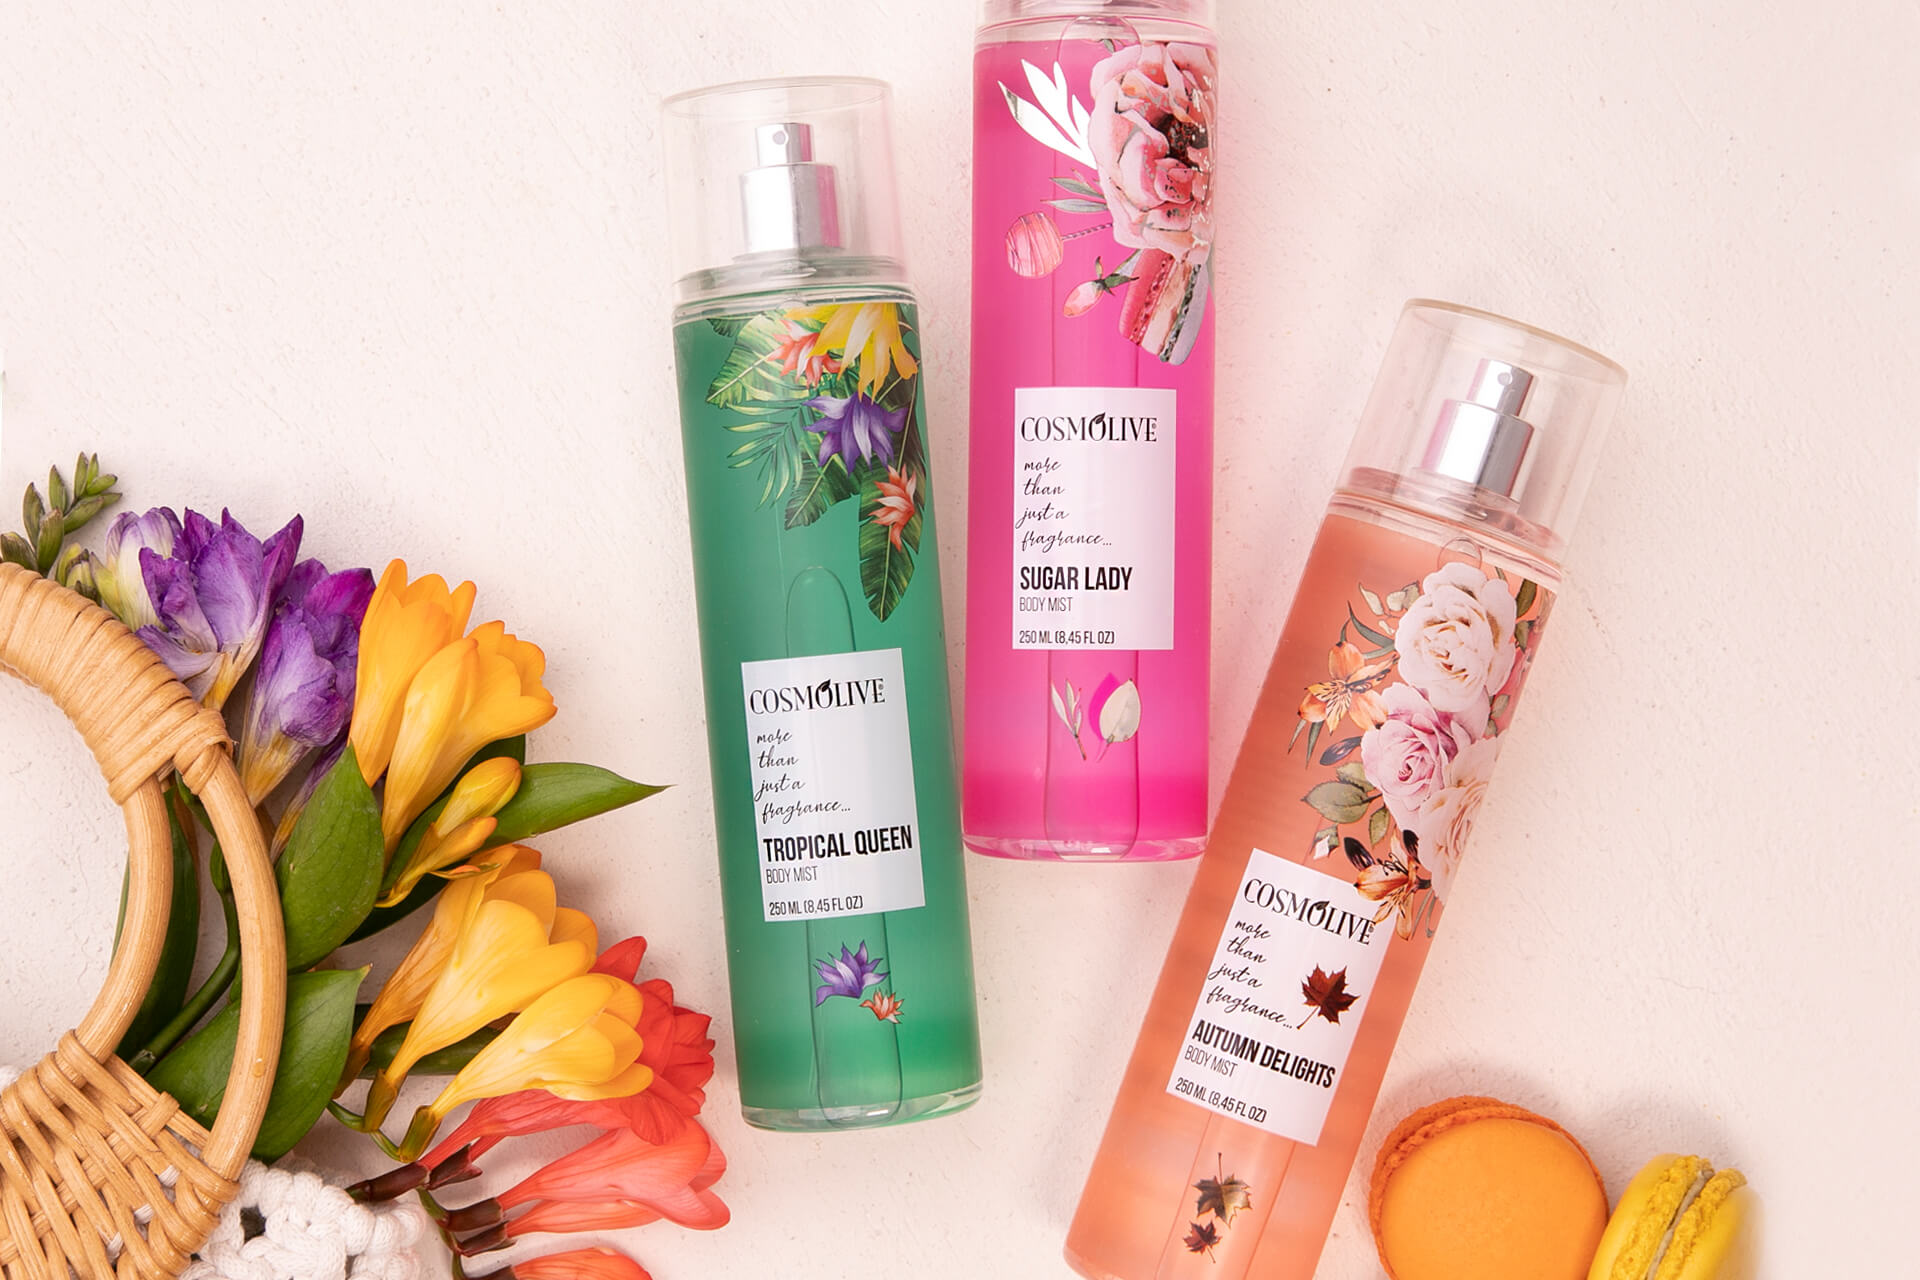 COSMOLIVE®
more
than
just a
fragrance...
TROPICAL QUEEN
BODY MIST
250 ML (8,45 FL OZ)
COSMOLIVE®
more
than
just a
fragrance...
SUGAR LADY
BODY MIST
250 ML (8,45 FL OZ)
COSMOLIVE®
more
than
just a
fragrance...
AUTUMN DELIGHTS
BODY MIST
250 ML (8,45 FL OZ)